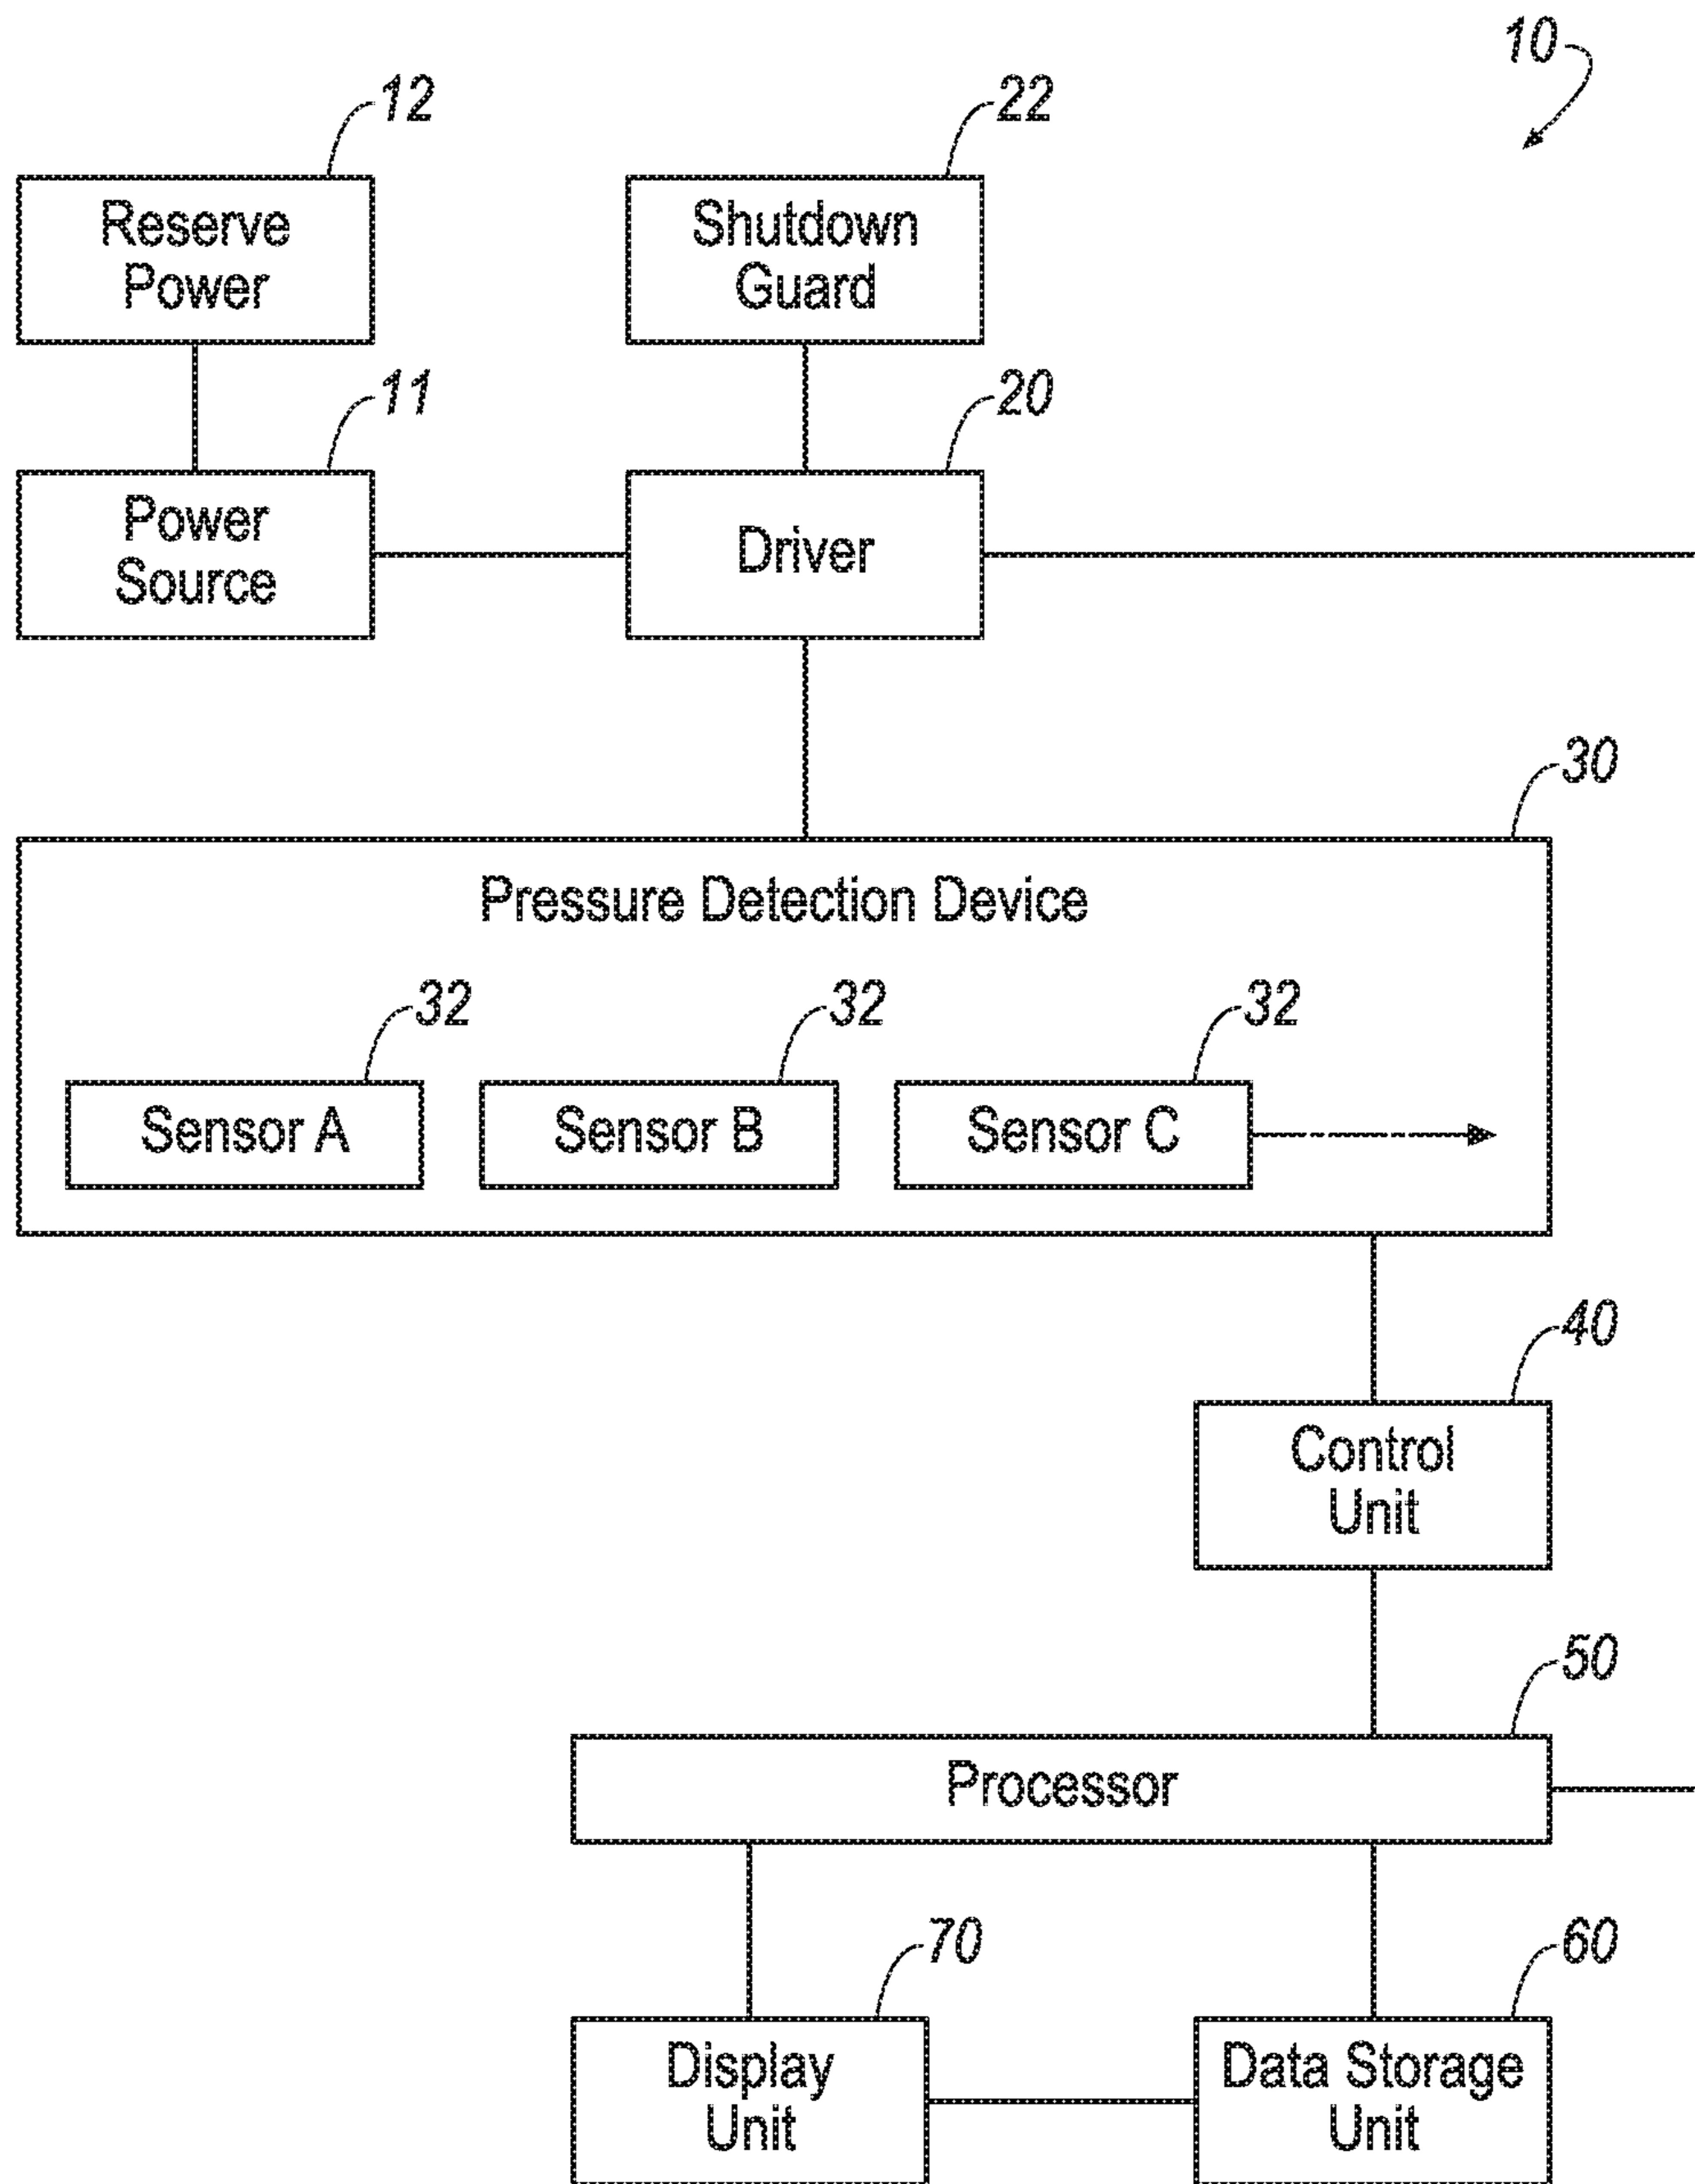 10
12
22
Reserve
Power
Shutdown
Guard
11
20
Power
Source
Driver
30
Pressure Detection Device
32
32
32
Sensor A
Sensor B
Sensor C
40
Control
Unit
50
Processor
70
60
Display
Unit
Data Storage
Unit